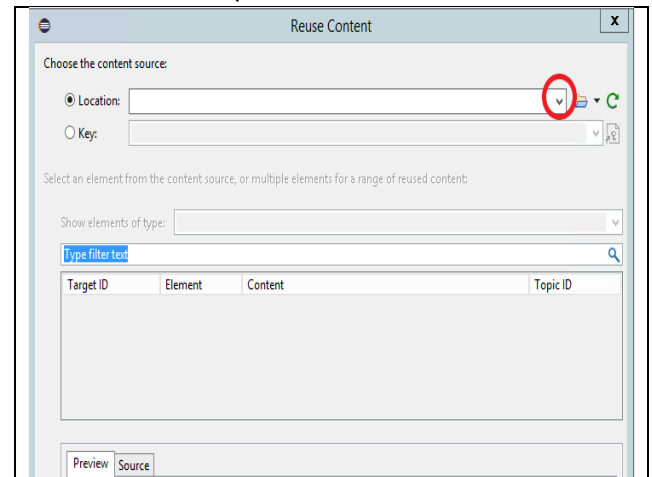 Reuse Content
X
Choose the content source:
Location:
Key:
Select an element from the content source, or multiple elements for a range of reused content:
Show elements of type:
Type filter text
Target ID Element Content Topic ID
Preview Source